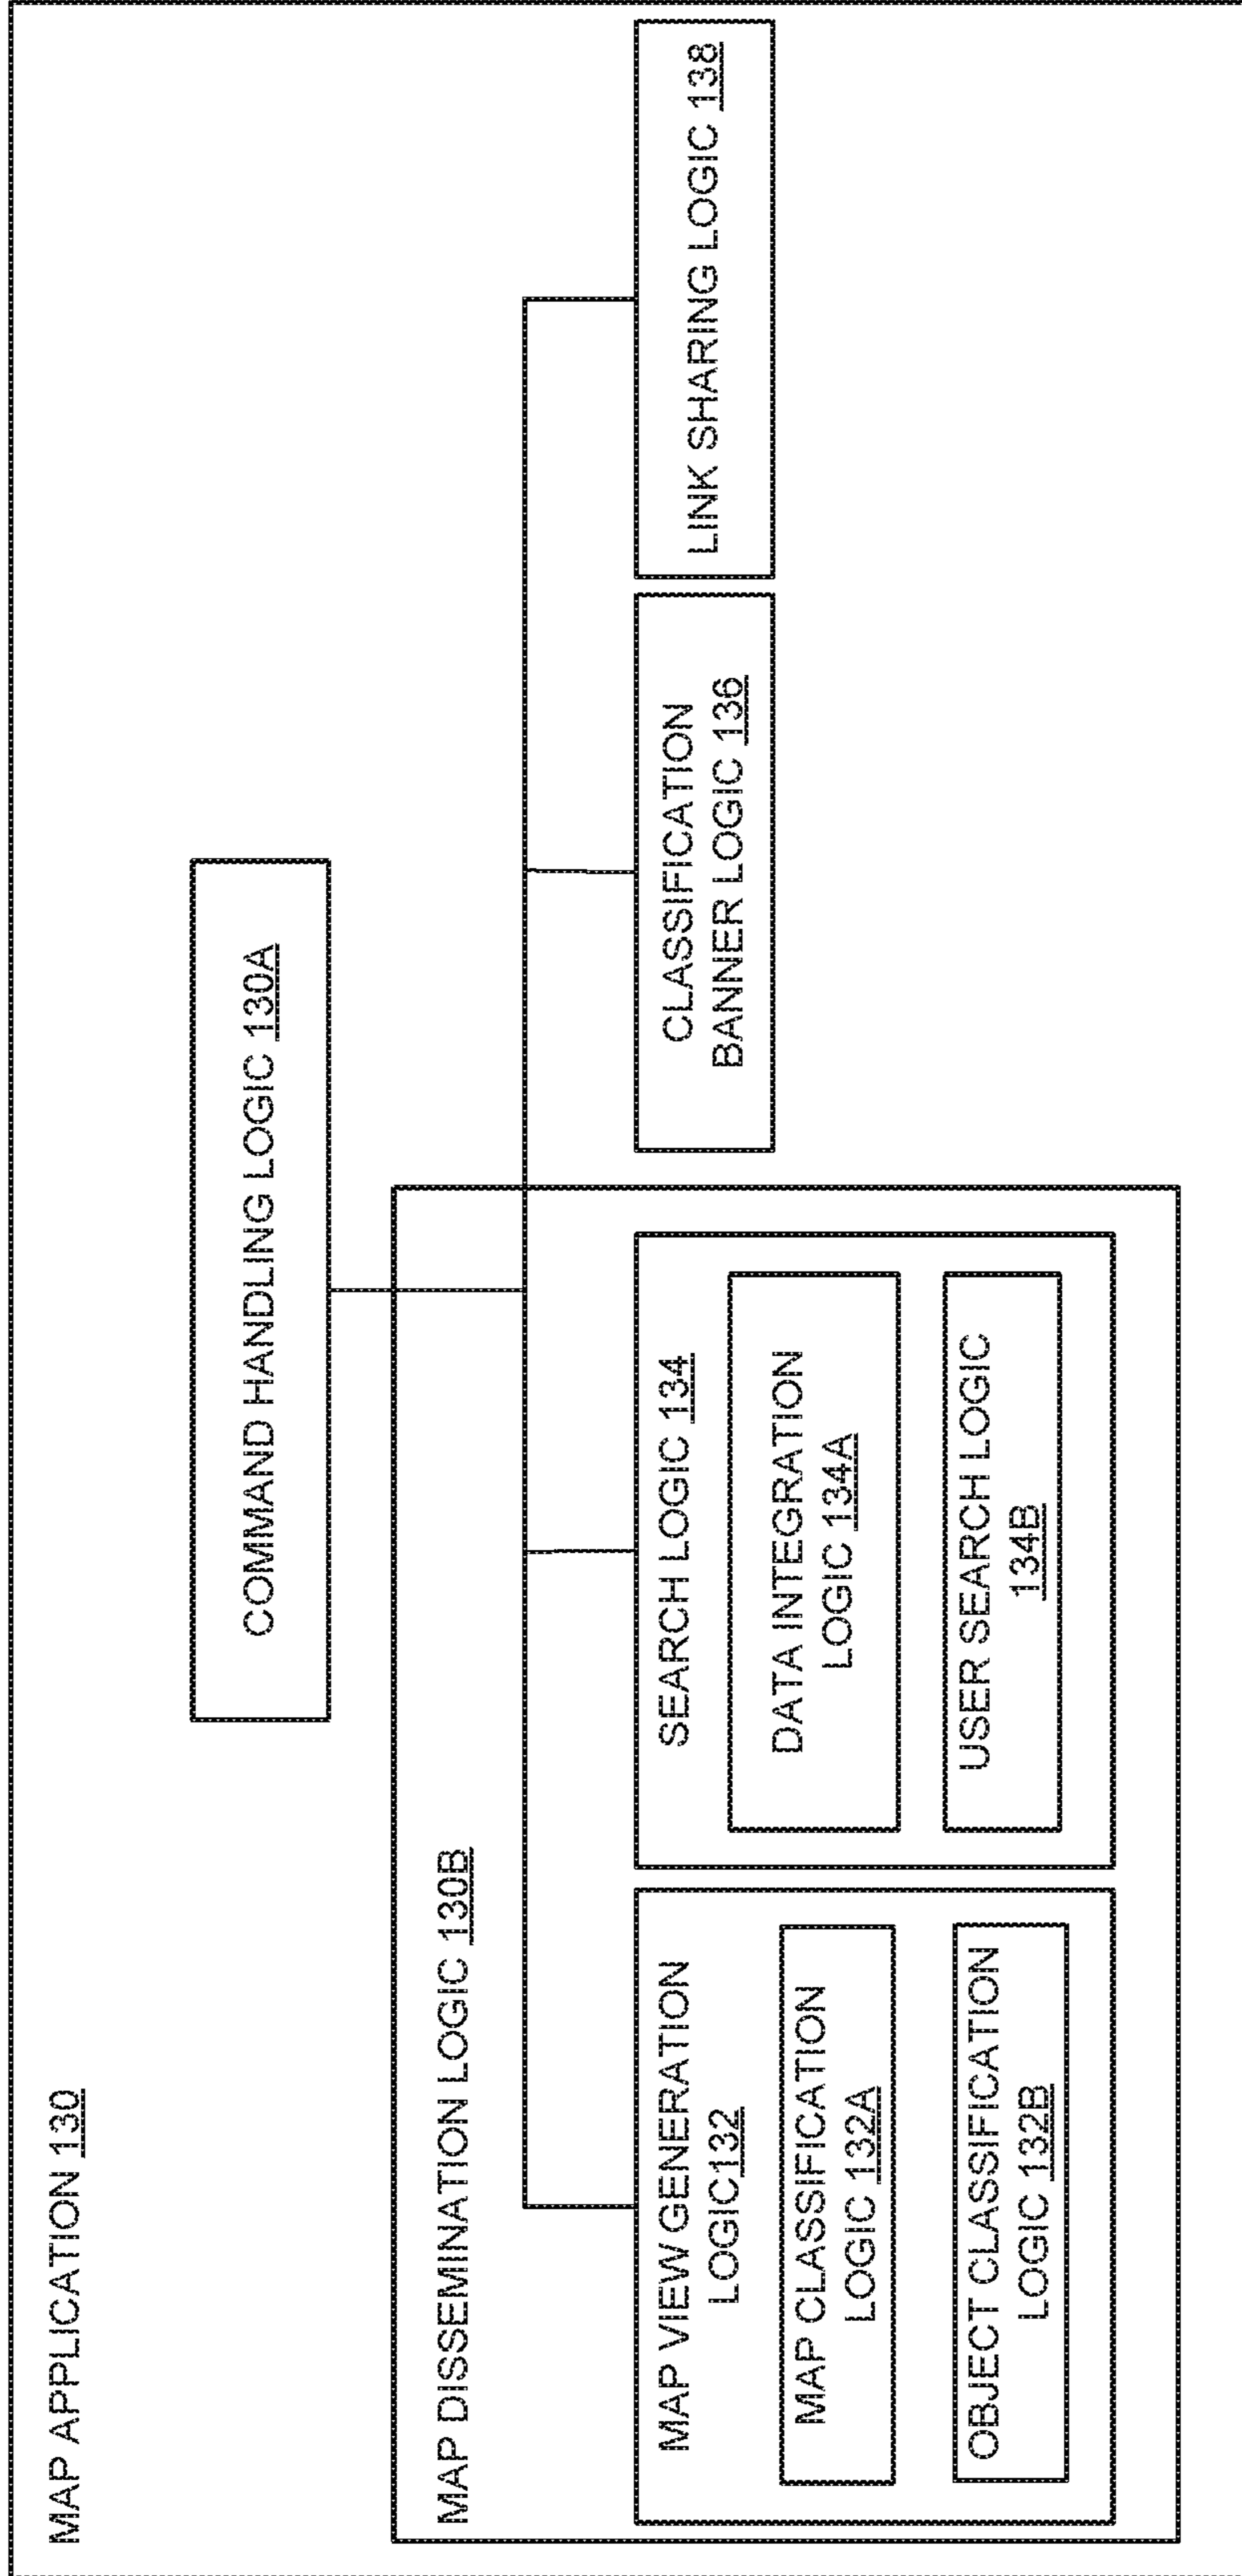 MAP APPLICATION 130
COMMAND HANDLING LOGIC 130A
MAP DISSEMINATION LOGIC 130B
MAP VIEW GENERATION
LOGIC132
MAP CLASSIFICATION
LOGIC 132A
OBJECT CLASSIFICATION
LOGIC 132B
SEARCH LOGIC 134
DATA INTEGRATION
LOGIC 134A
USER SEARCH LOGIC
134B
CLASSIFICATION
BANNER LOGIC 136
LINK SHARING LOGIC 138